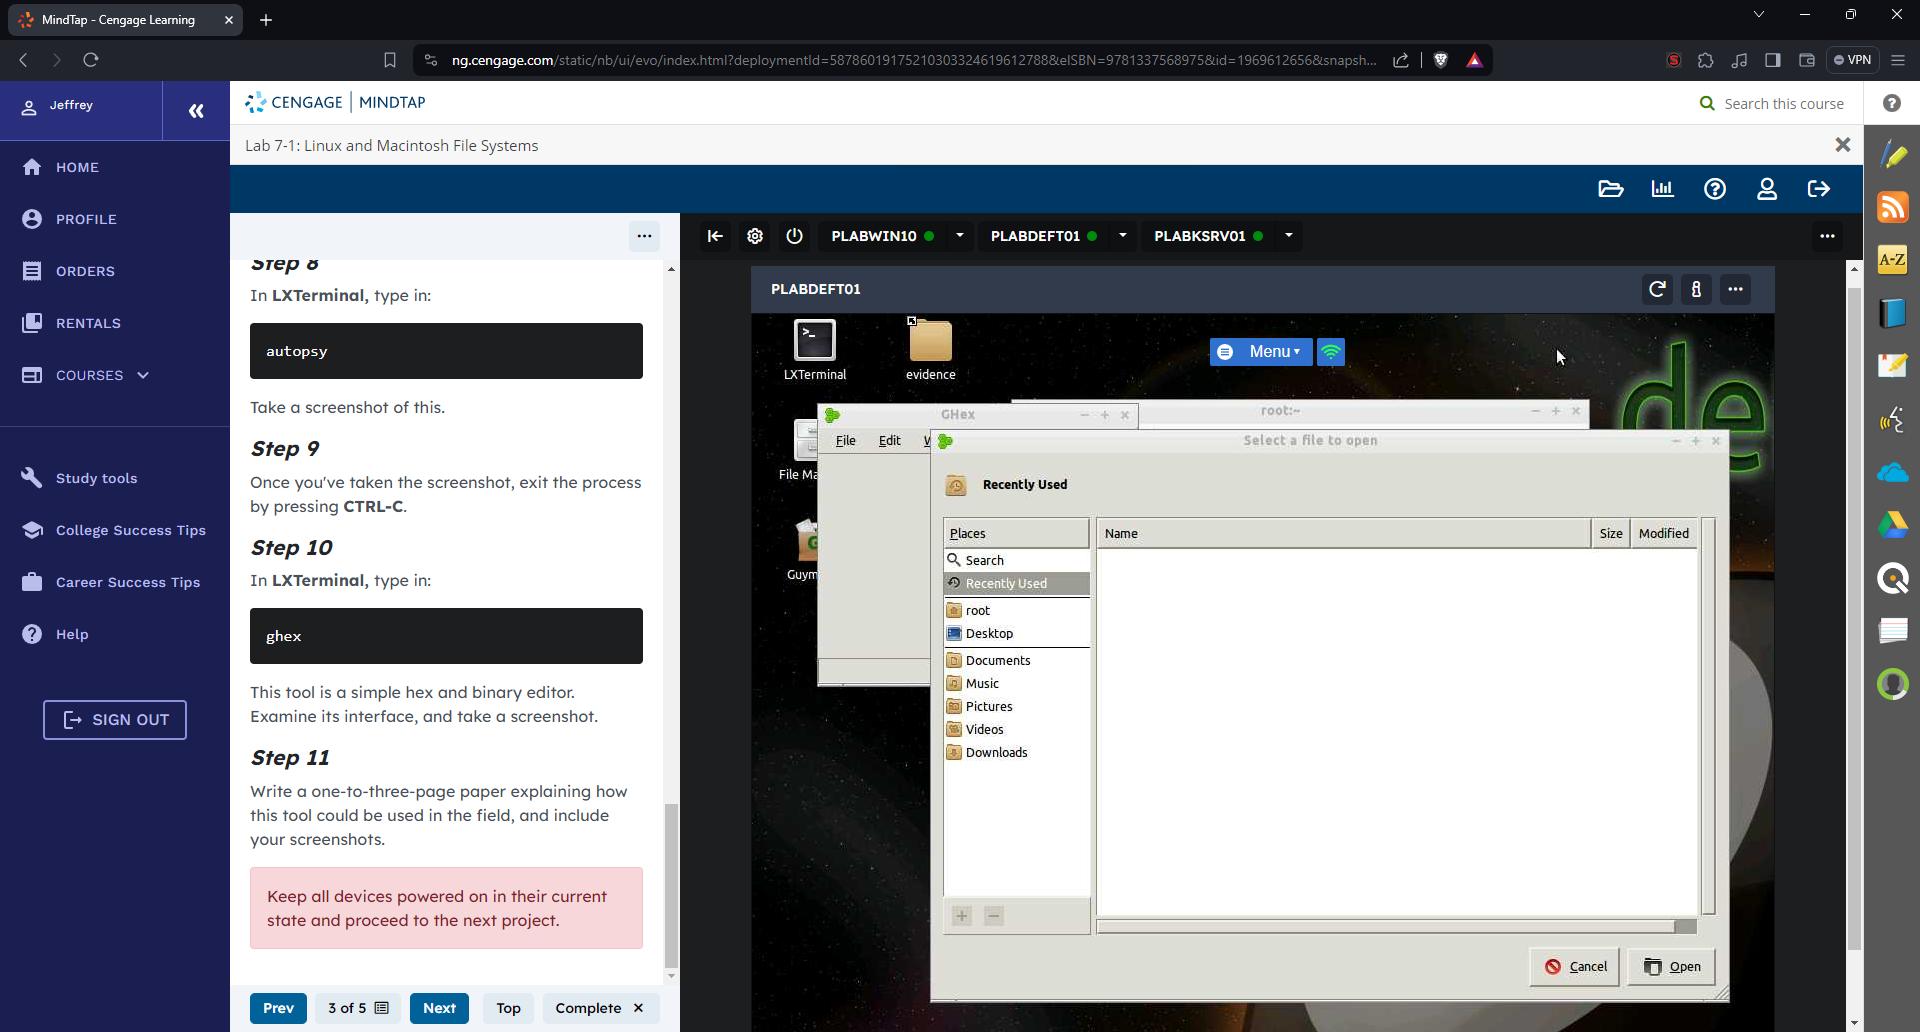 MindTap - Cengage Learning
ng.cengage.com/static/nb/ui/evo/index.html?deploymentId=58786019175210303324619612788&eISBN=9781337568975&id=1969612656&snapsh...
VPN
Jeffrey
CENGAGE | MINDTAP
Search this course
Lab 7-1: Linux and Macintosh File Systems
HOME
PROFILE
ORDERS
RENTALS
COURSES
Study tools
College Success Tips
Career Success Tips
Help
SIGN OUT
Step 8
In LXTerminal, type in:
autopsy
Take a screenshot of this.
Step 9
Once you've taken the screenshot, exit the process
by pressing CTRL-C.
Step 10
In LXTerminal, type in:
ghex
This tool is a simple hex and binary editor.
Examine its interface, and take a screenshot.
Step 11
Write a one-to-three-page paper explaining how
this tool could be used in the field, and include
your screenshots.
Keep all devices powered on in their current
state and proceed to the next project.
Prev
3 of 5
Next
Top
Complete
PLABWIN10
PLABDEFT01
PLABKSRV01
PLABDEFT01
LXTerminal
evidence
Menu
de
File Ma
Guym
GHex
File
Edit
W
root:~
Select a file to open
Recently Used
Places
Search
Recently Used
root
Desktop
Documents
Music
Pictures
Videos
Downloads
Name
Size
Modified
Cancel
Open
A-Z